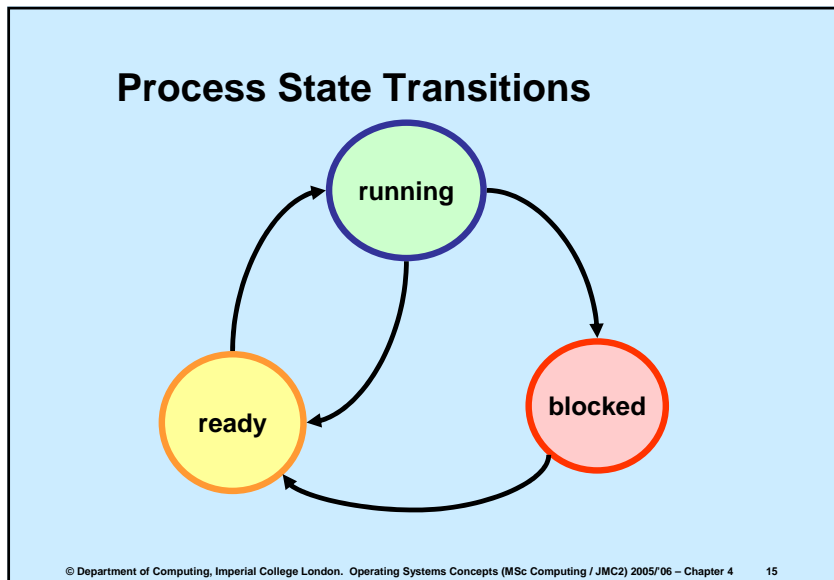 Process State Transitions
running
ready
blocked
© Department of Computing, Imperial College London. Operating Systems Concepts (MSc Computing / JMC2) 2005/'06 – Chapter 4 15